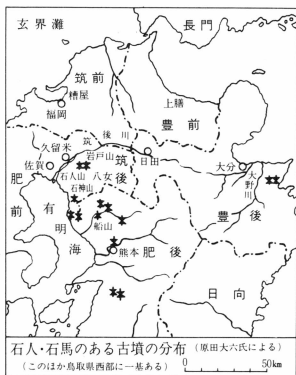 玄界灘
長門
筑前
糟屋
福岡
上膳
豊前
久留米
筑後川
日田
佐賀
岩戸山
筑後
大分
石人山
八女
石神山
大野川
肥前
有明海
船山
豊後
熊本
肥後
日向
石人・石馬のある古墳の分布（原田大六氏による）
（このほか鳥取県西部に一基ある）
0 50km